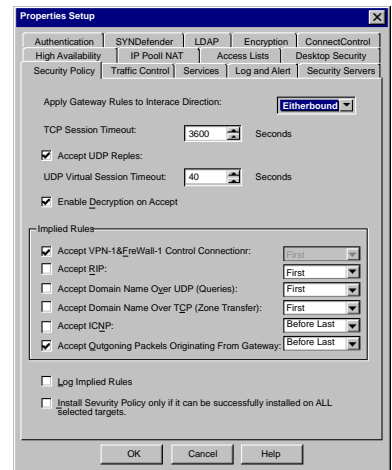 Properties Setup
Authentication SYNDefender LDAP Encryption ConnectControl
High Availability IP Pooll NAT Access Lists Desktop Security
Security Policy Traffic Control Services Log and Alert Security Servers
Apply Gateway Rules to Interace Direction: Eitherbound
TCP Session Timeout: 3600 Seconds
Accept UDP Reples:
UDP Virtual Session Timeout: 40 Seconds
Enable Decryption on Accept
Implied Rules
Accept VPN-1&FreWall-1 Control Connectionr: First
Accept RIP: First
Accept Domain Name Over UDP (Queries): First
Accept Domain Name Over TCP (Zone Transfer): First
Accept ICNP: Before Last
Accept Qutgoning Packels Originating From Gateway: Before Last
Log Implied Rules
Install Sevurity Policy only if it can be successfully installed on ALL
selected targets.
OK Cancel Help